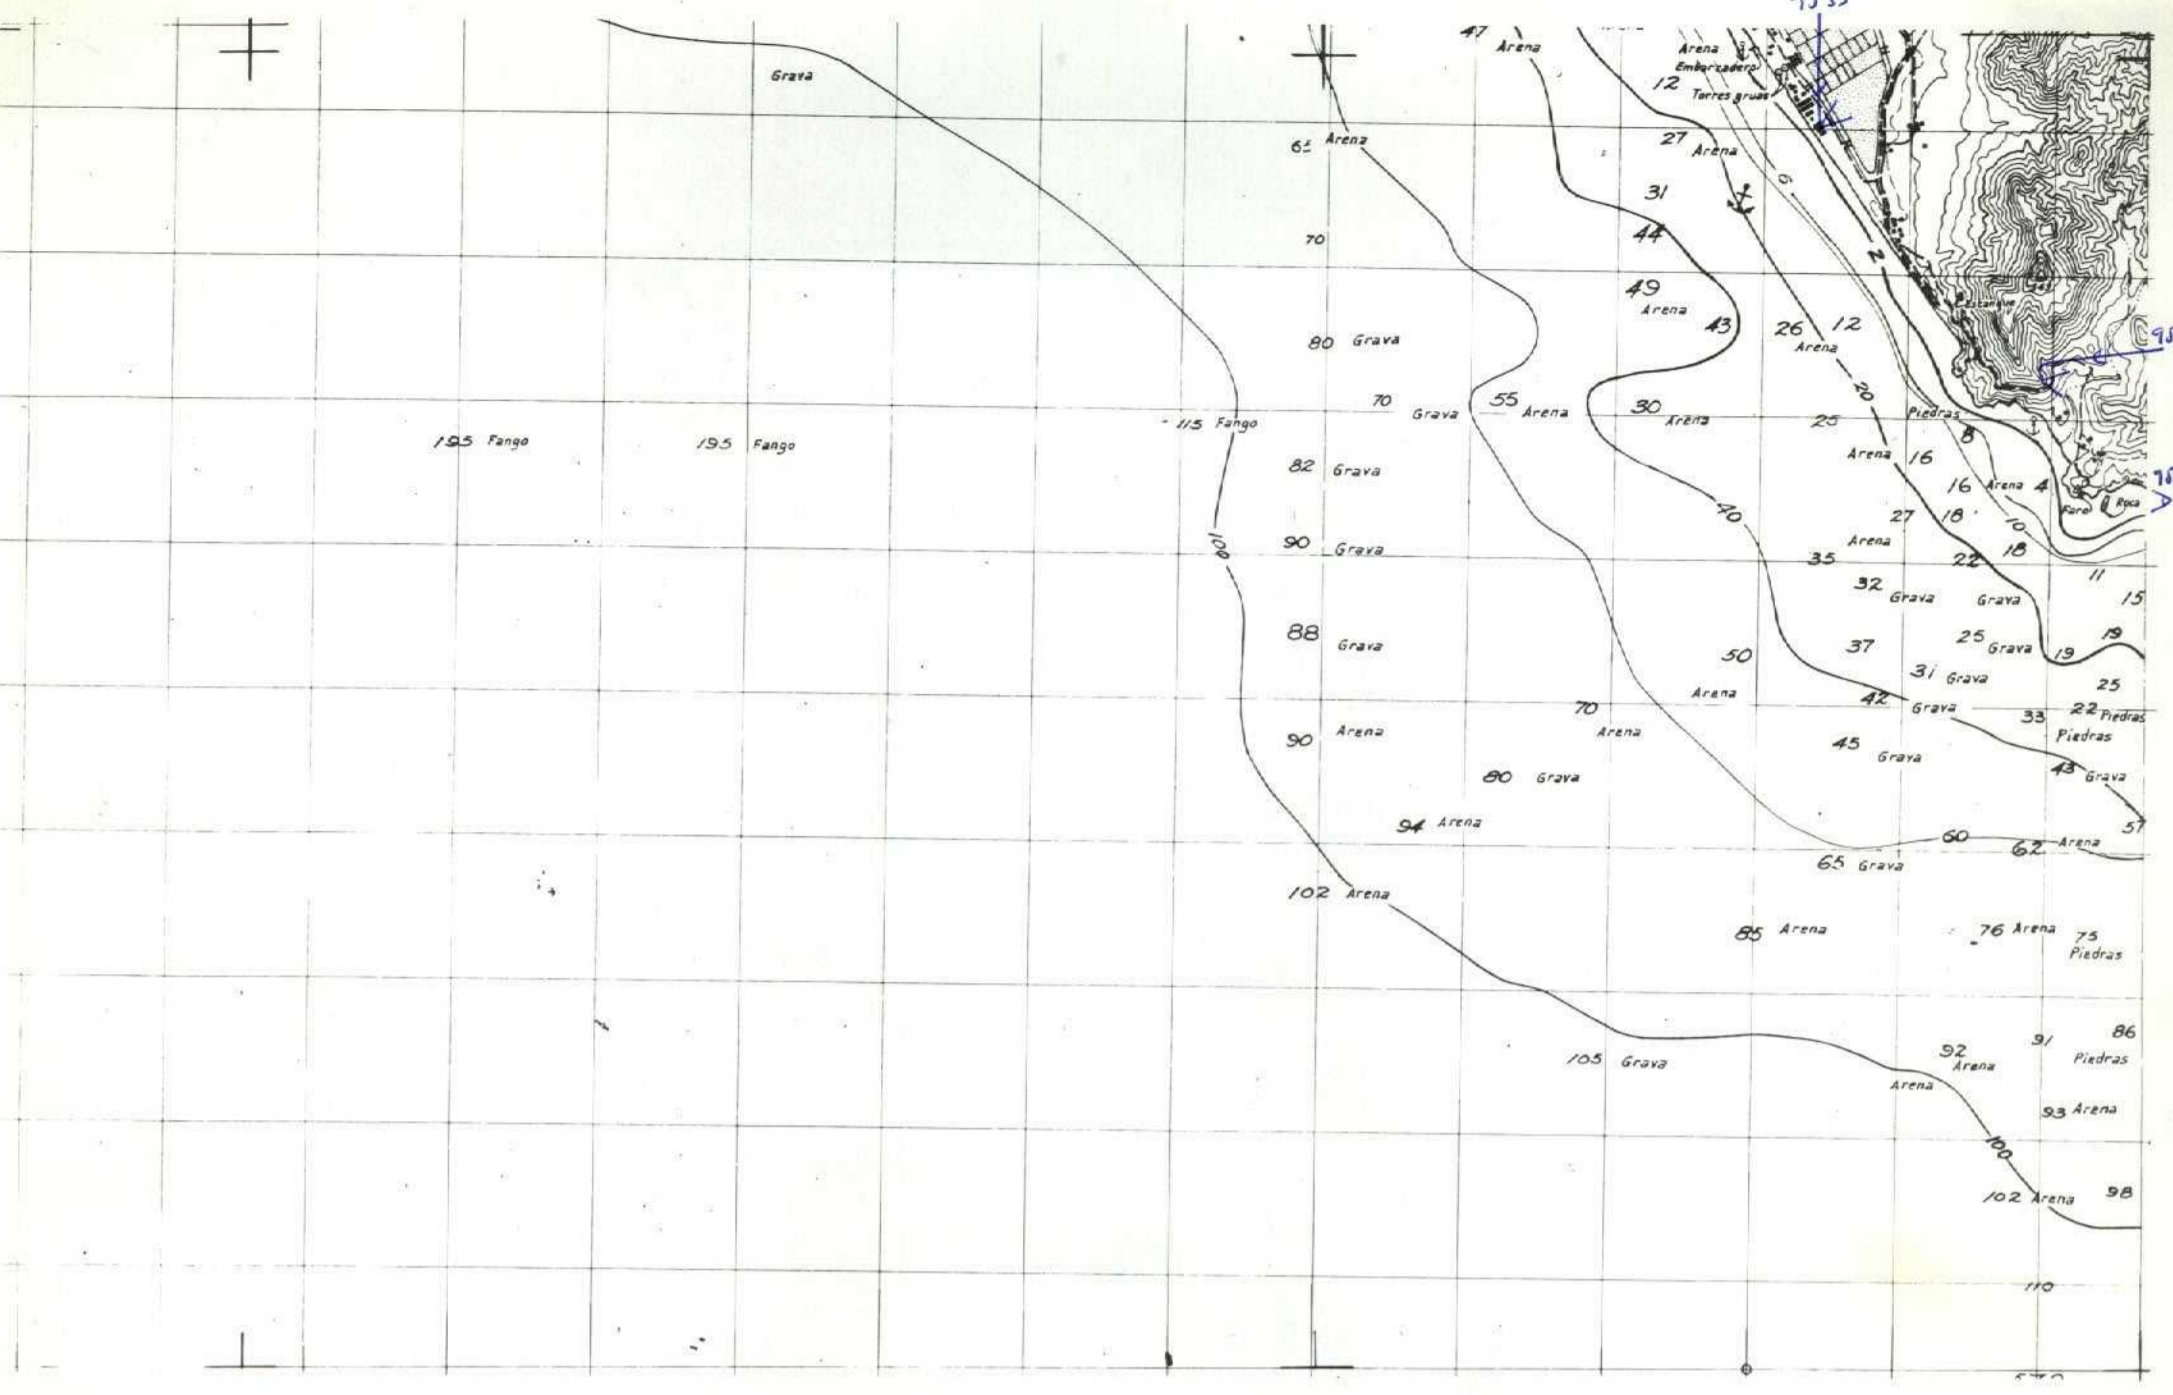 47 Arena
Arena
Embarcadero
Grava
12 Torres gruas
65 Arena
27 Arena
6
31
70
44
2
49 Arena
Estanque
43 26 12
Arena
80 Grava
20
70 Grava 55 Arena 30 Arena 25 Piedras
115 Fango
8
195 Fango 195 Fango
Arena 16
82 Grava
16 Arena 4
Faro Roca
40
27 18
10
90 Grava
100
Arena
35 22 18
11
32 Grava Grava
15
88 Grava
50 37 25 Grava 19 19
31 Grava
Arena
25
70 42 Grava 33 22 Piedras
90 Arena
Arena
Piedras
45 Grava
80 Grava
43 Grava
94 Arena
57
60 62 Arena
65 Grava
102 Arena
85 Arena 76 Arena 75
Piedras
91 86
92
Arena
Piedras
105 Grava
Arena
93 Arena
100
102 Arena 98
110